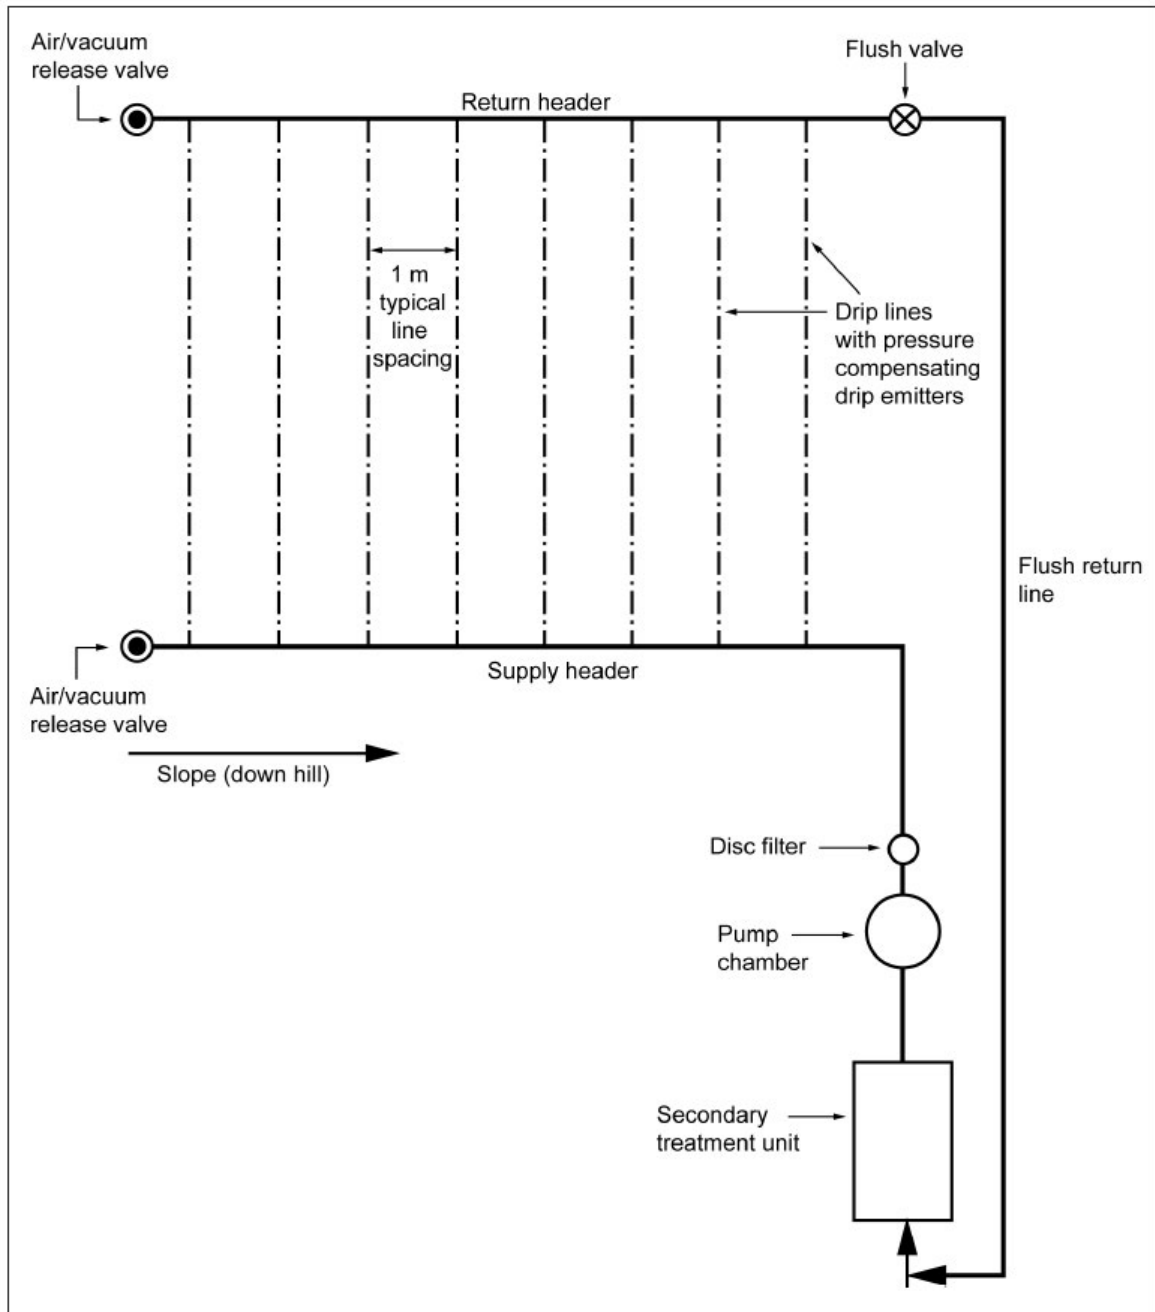 Air/vacuum
release valve
Flush valve
Return header
1 m
typical
line
spacing
Drip lines
with pressure
compensating
drip emitters
Flush return
line
Supply header
Air/vacuum
release valve
Slope (down hill)
Disc filter
Pump
chamber
Secondary
treatment unit